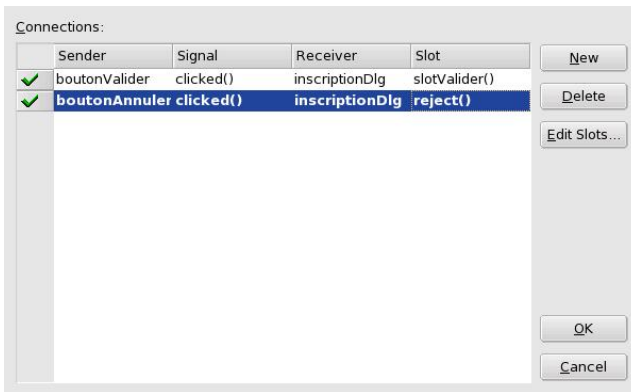 Connections:
Sender Signal Receiver Slot
boutonValider clicked() inscriptionDlg slotValider()
boutonAnnuler clicked() inscriptionDlg reject()
New
Delete
Edit Slots...
OK
Cancel